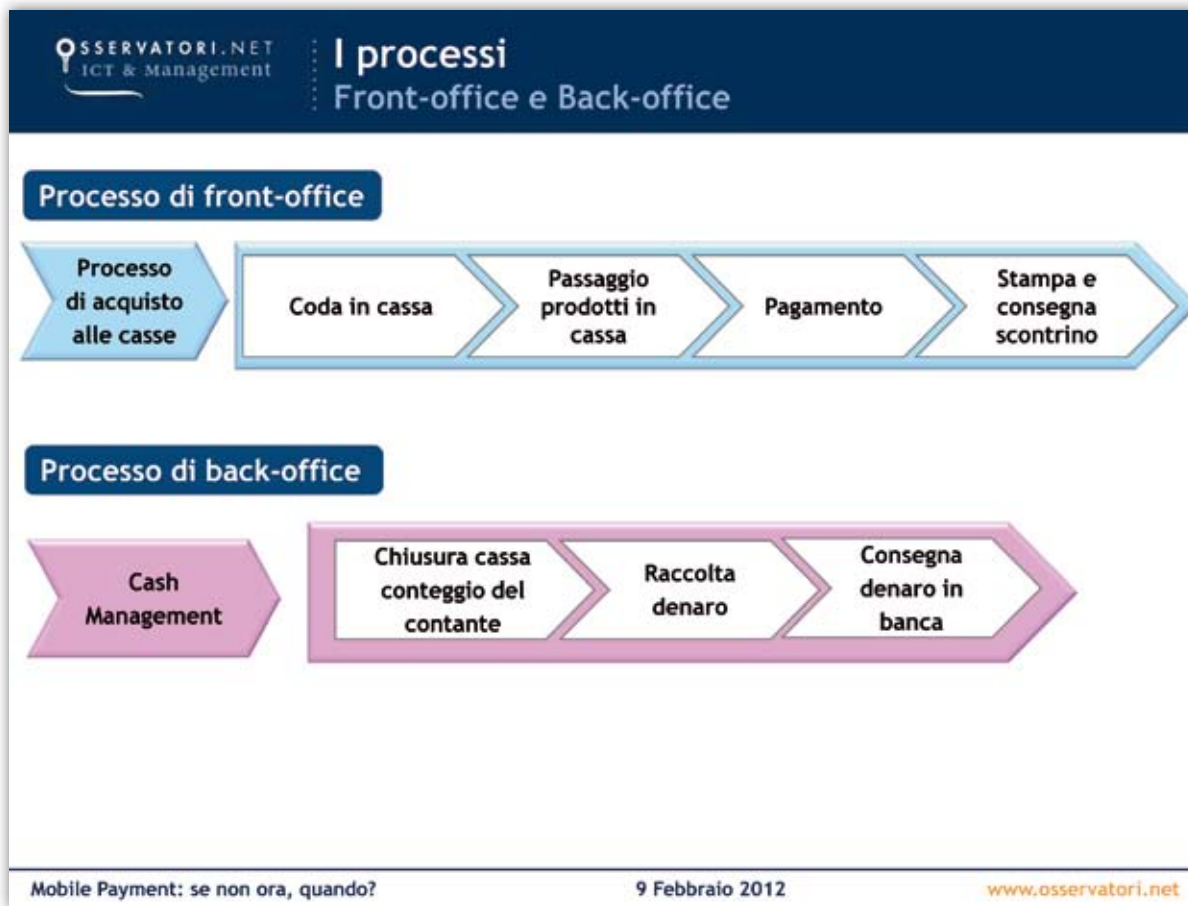 OSSERVATORI.NET
ICT & Management
I processi
Front-office e Back-office
Processo di front-office
Processo
di acquisto
alle casse
Coda in cassa
Passaggio
prodotti in
cassa
Pagamento
Stampa e
consegna
scontrino
Processo di back-office
Cash
Management
Chiusura cassa
conteggio del
contante
Raccolta
denaro
Consegna
denaro in
banca
Mobile Payment: se non ora, quando?
9 Febbraio 2012
www.osservatori.net